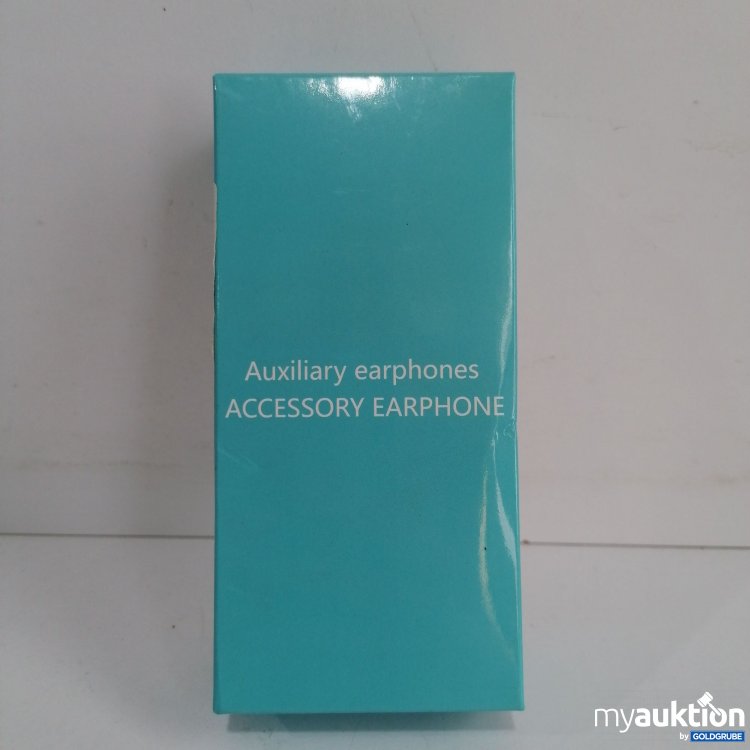 Auxiliary earphones
ACCESSORY EARPHONE
myauktion
by GOLDGRUBE